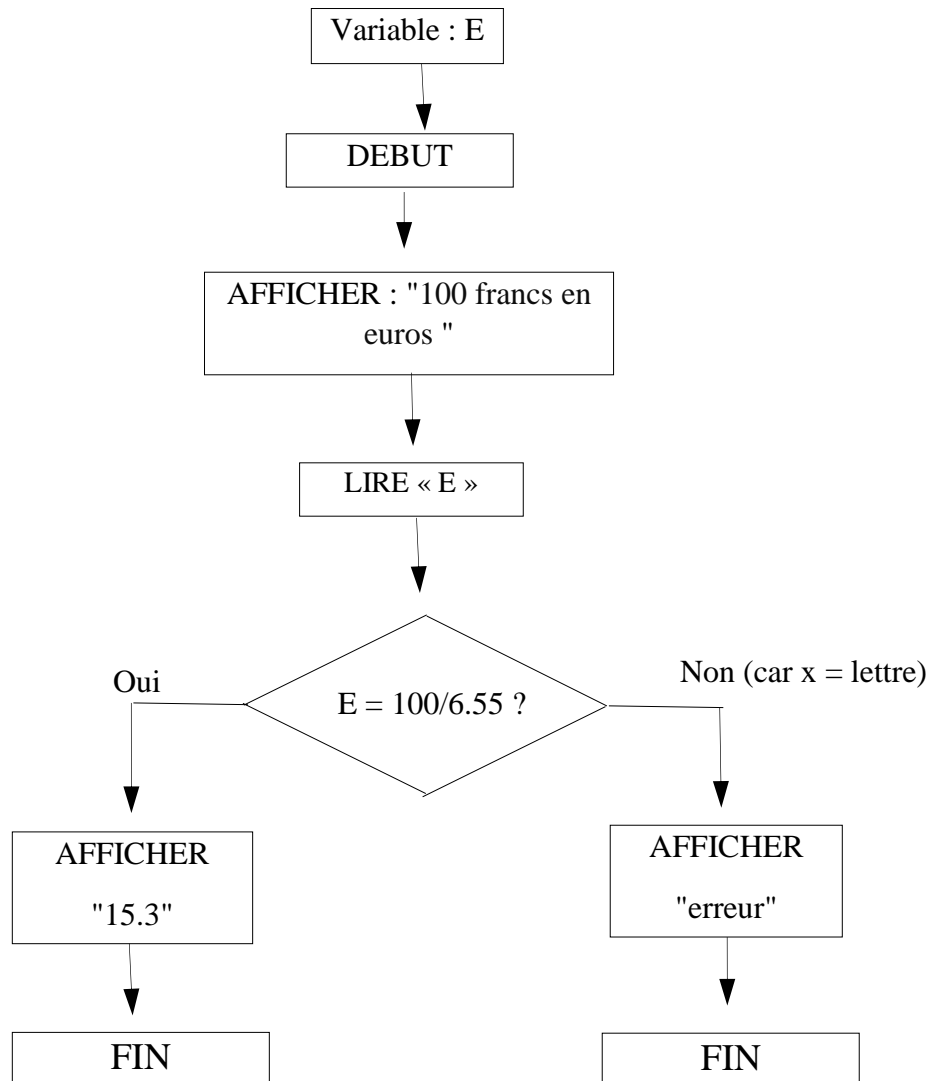 Variable : E
DEBUT
AFFICHER : "100 francs en
euros "
LIRE « E »
Oui
Non (car x = lettre)
E = 100/6.55 ?
AFFICHER
"15.3"
AFFICHER
"erreur"
FIN
FIN